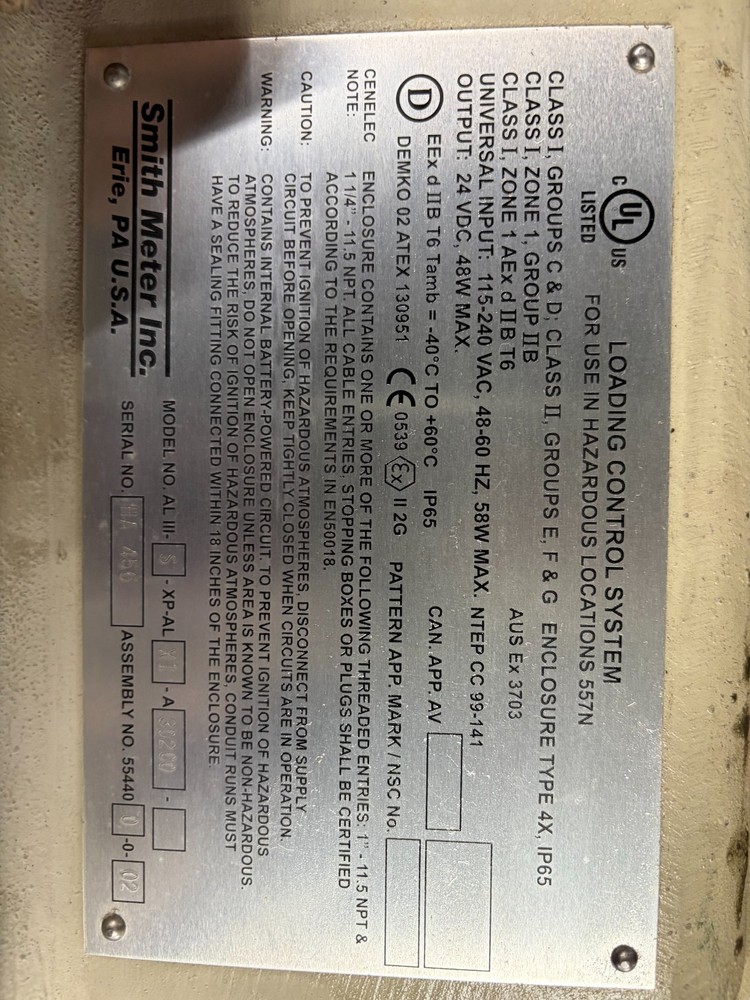 C UL US
LISTED
LOADING CONTROL SYSTEM
FOR USE IN HAZARDOUS LOCATIONS 557N
CLASS I, GROUPS C & D; CLASS II, GROUPS E, F & G ENCLOSURE TYPE 4X, IP65
CLASS I, ZONE 1, GROUP IIB
CLASS I, ZONE 1 AEx d IIB T6 AUS Ex 3703
UNIVERSAL INPUT: 115-240 VAC, 48-60 HZ, 58W MAX. NTEP CC 99-141
OUTPUT: 24 VDC, 48W MAX.
D EEx d IIB T6 Tamb = -40°C TO +60°C IP65 CAN. APP. AV
DEMKO 02 ATEX 130951 CE 0539 Ex II 2G PATTERN APP. MARK / NSC No.
CENELEC ENCLOSURE CONTAINS ONE OR MORE OF THE FOLLOWING THREADED ENTRIES: 1" - 11.5 NPT &
NOTE: 1 1/4" - 11.5 NPT. ALL CABLE ENTRIES, STOPPING BOXES OR PLUGS SHALL BE CERTIFIED
ACCORDING TO THE REQUIREMENTS IN EN50018.
CAUTION: TO PREVENT IGNITION OF HAZARDOUS ATMOSPHERES, DISCONNECT FROM SUPPLY
CIRCUIT BEFORE OPENING. KEEP TIGHTLY CLOSED WHEN CIRCUITS ARE IN OPERATION.
WARNING: CONTAINS INTERNAL BATTERY-POWERED CIRCUIT. TO PREVENT IGNITION OF HAZARDOUS
ATMOSPHERES, DO NOT OPEN ENCLOSURE UNLESS AREA IS KNOWN TO BE NON-HAZARDOUS.
TO REDUCE THE RISK OF IGNITION OF HAZARDOUS ATMOSPHERES, CONDUIT RUNS MUST
HAVE A SEALING FITTING CONNECTED WITHIN 18 INCHES OF THE ENCLOSURE.
Smith Meter Inc.
Erie, PA U.S.A.
MODEL NO. AL III- S - XP-AL X1 - A 30200 -
SERIAL NO. 456 ASSEMBLY NO. 55440 0 -0- 02